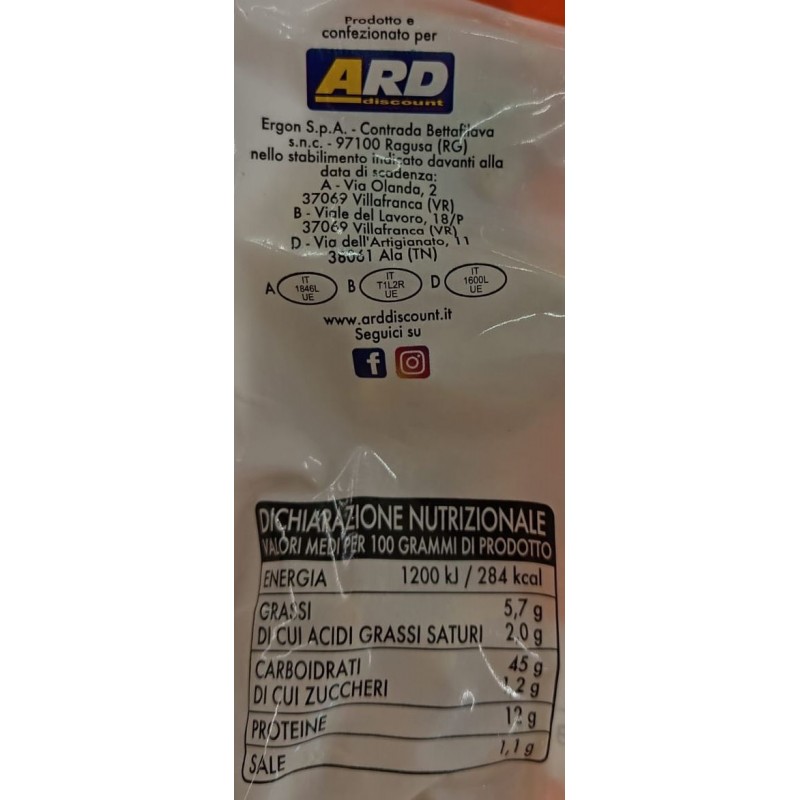 Prodotto e
confezionato per
ARD
discount
Ergon S.p.A. - Contrada Bettafilava
s.n.c. - 97100 Ragusa (RG)
nello stabilimento indicato davanti alla
data di scadenza:
A - Via Olanda, 2
37069 Villafranca (VR)
B - Viale del Lavoro, 18/P
37069 Villafranca (VR)
D - Via dell'Artigianato, 11
38061 Ala (TN)
A IT 1846L UE B IT T1L2R UE D IT 1600L UE
www.arddiscount.it
Seguici su
DICHIARAZIONE NUTRIZIONALE
VALORI MEDI PER 100 GRAMMI DI PRODOTTO
ENERGIA 1200 kJ / 284 kcal
GRASSI 5,7 g
DI CUI ACIDI GRASSI SATURI 2,0 g
CARBOIDRATI 45 g
DI CUI ZUCCHERI 1,2 g
PROTEINE 12 g
SALE 1,1 g